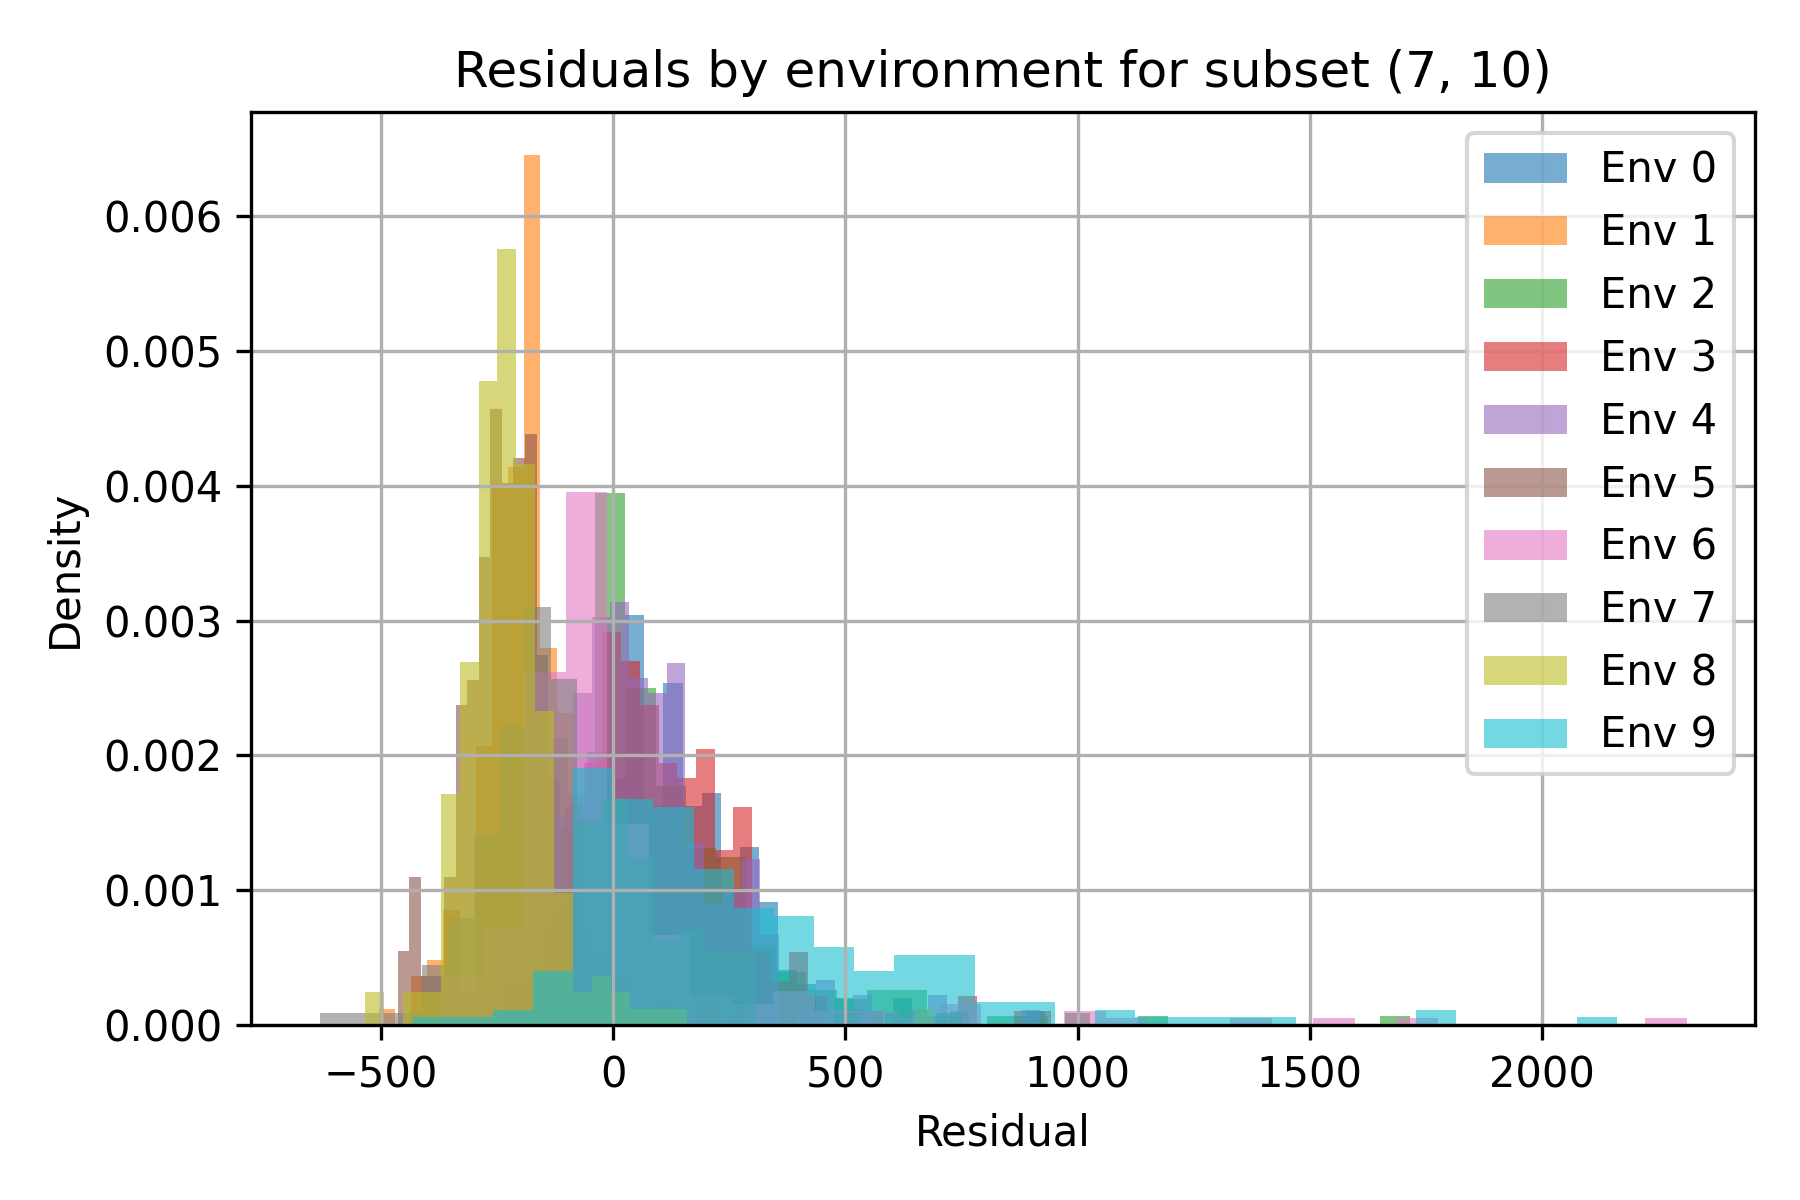 Residuals by environment for subset (7, 10)
Density
0.006
0.005
0.004
0.003
0.002
0.001
0.000
−500
0
500
1000
1500
2000
Residual
Env 0
Env 1
Env 2
Env 3
Env 4
Env 5
Env 6
Env 7
Env 8
Env 9